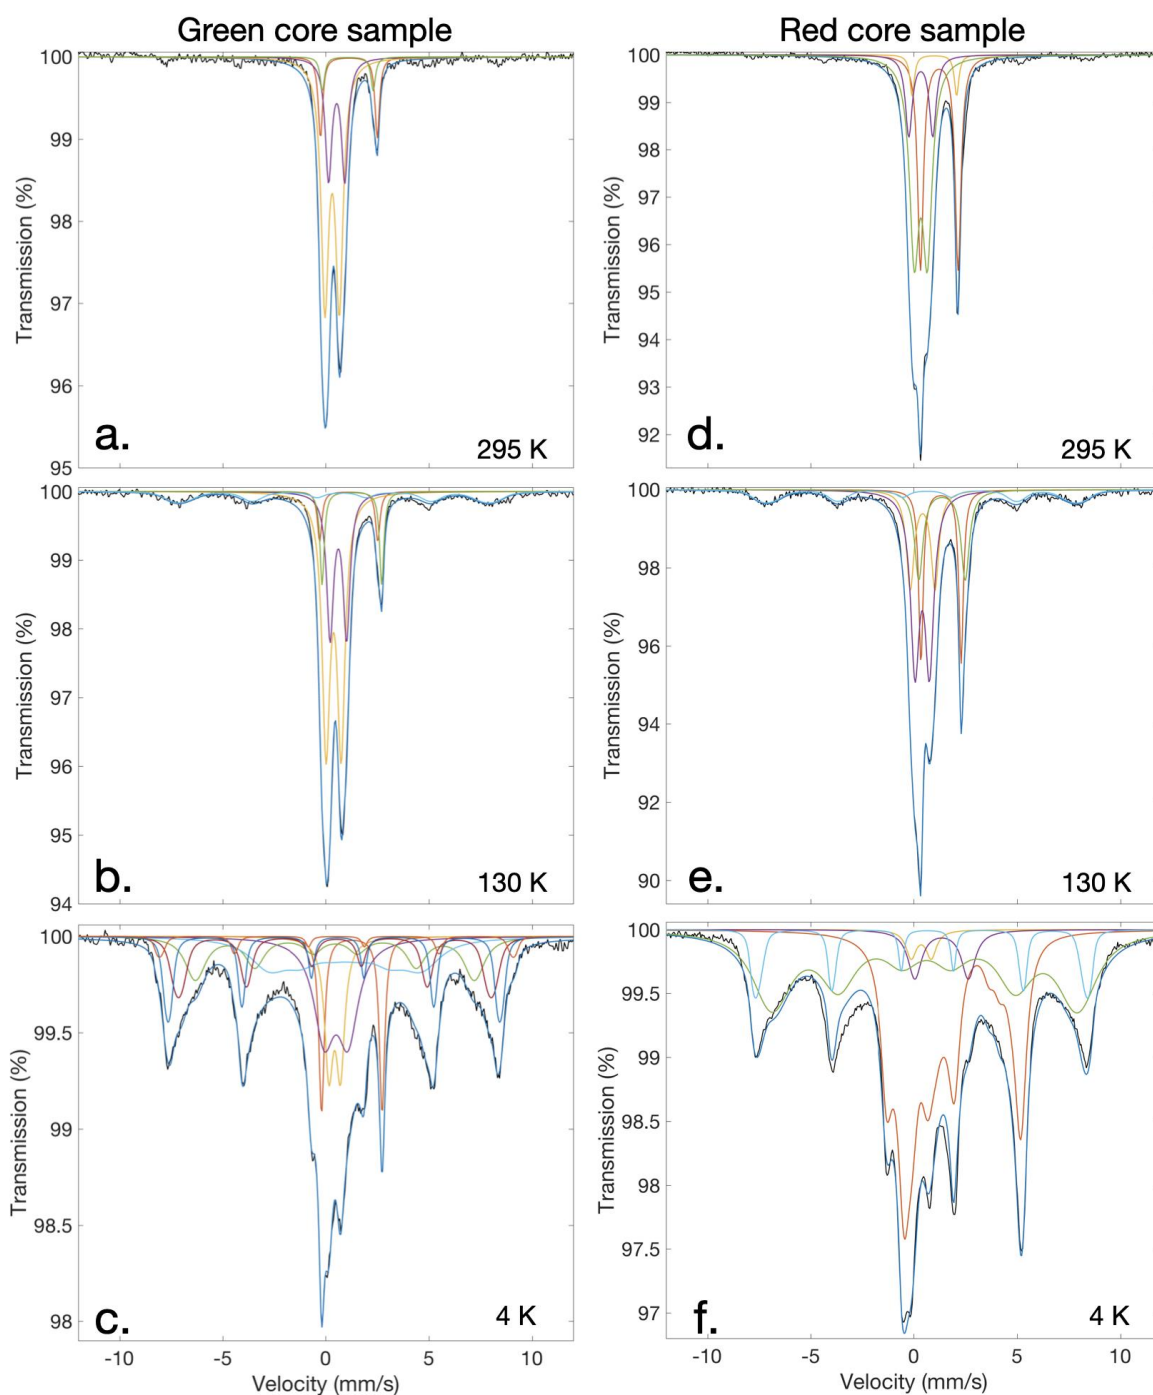 Green core sample
Red core sample
100
99
98
97
96
95
Transmission (%)
a.
295 K
100
99
98
97
96
95
94
93
92
Transmission (%)
d.
295 K
100
99
98
97
96
95
94
Transmission (%)
b.
130 K
100
98
96
94
92
90
Transmission (%)
e.
130 K
100
99.5
99
98.5
98
Transmission (%)
c.
4 K
-10 -5 0 5 10
Velocity (mm/s)
100
99.5
99
98.5
98
97.5
97
Transmission (%)
f.
4 K
-10 -5 0 5 10
Velocity (mm/s)